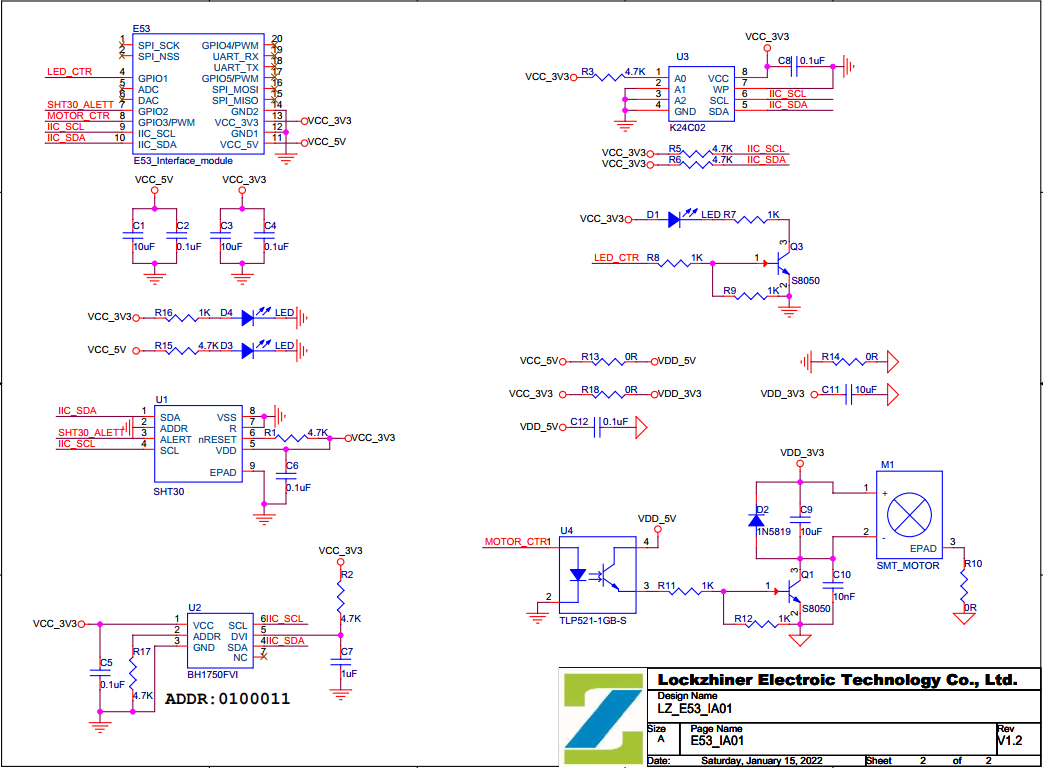 E53
1 SPI_SCK GPIO4/PWM 20
2 SPI_NSS UART_RX 19
UART_TX 18
LED_CTR 4 GPIO1 GPIO5/PWM 17
5 ADC SPI_MOSI 16
6 DAC SPI_MISO 15
SHT30_ALETT 7 GPIO2 GND2 14
MOTOR_CTR 8 GPIO3/PWM VCC_3V3 13 VCC_3V3
IIC_SCL 9 IIC_SCL GND1 12
IIC_SDA 10 IIC_SDA VCC_5V 11 VCC_5V
E53_Interface_module
VCC_5V VCC_3V3
C1 C2 C3 C4
10uF 0.1uF 10uF 0.1uF
VCC_3V3 R16 1K D4 LED
VCC_5V R15 4.7K D3 LED
U1
IIC_SDA 1 SDA VSS 8
2 ADDR R 7
SHT30_ALETT 3 ALERT nRESET 6 R1 4.7K VCC_3V3
IIC_SCL 4 SCL VDD 5
EPAD 9
C6
0.1uF
SHT30
VCC_3V3
R2
4.7K
U2
VCC_3V3 1 VCC SCL 6 IIC_SCL
2 ADDR DVI 5
3 GND SDA 4 IIC_SDA
NC 7
BH1750FVI
C5
0.1uF
R17
4.7K
C7
1uF
ADDR:0100011
VCC_3V3
C8 0.1uF
U3
VCC_3V3 R3 4.7K 1 A0 VCC 8
2 A1 WP 7
3 A2 SCL 6 IIC_SCL
4 GND SDA 5 IIC_SDA
K24C02
VCC_3V3 R5 4.7K IIC_SCL
VCC_3V3 R6 4.7K IIC_SDA
VCC_3V3 D1 LED R7 1K
LED_CTR R8 1K 1 3 Q3
2 S8050
R9 1K
VCC_5V R13 0R VDD_5V
R14 0R
VCC_3V3 R18 0R VDD_3V3
VDD_3V3 C11 10uF
VDD_5V C12 0.1uF
VDD_3V3
M1
1 +
2 -
EPAD 3
SMT_MOTOR
R10
0R
D2
1N5819
C9
10uF
VDD_5V
U4
MOTOR_CTR 1 4
2 3 R11 1K 1
TLP521-1GB-S
3 Q1
2 S8050
C10
10nF
R12 1K
Lockzhiner Electroic Technology Co., Ltd.
Design Name
LZ_E53_IA01
Size
A
Page Name
E53_IA01
Rev
V1.2
Date: Saturday, January 15, 2022 Sheet 2 of 2